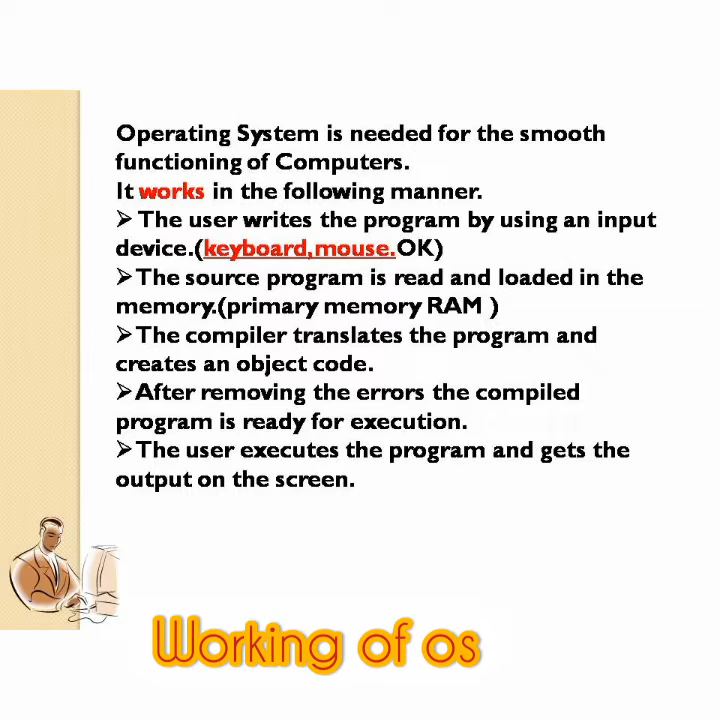 Operating System is needed for the smooth
functioning of Computers.
It works in the following manner.
➢ The user writes the program by using an input
device.(keyboard,mouse.OK)
➢The source program is read and loaded in the
memory.(primary memory RAM )
➢The compiler translates the program and
creates an object code.
➢After removing the errors the compiled
program is ready for execution.
➢The user executes the program and gets the
output on the screen.
Working of os